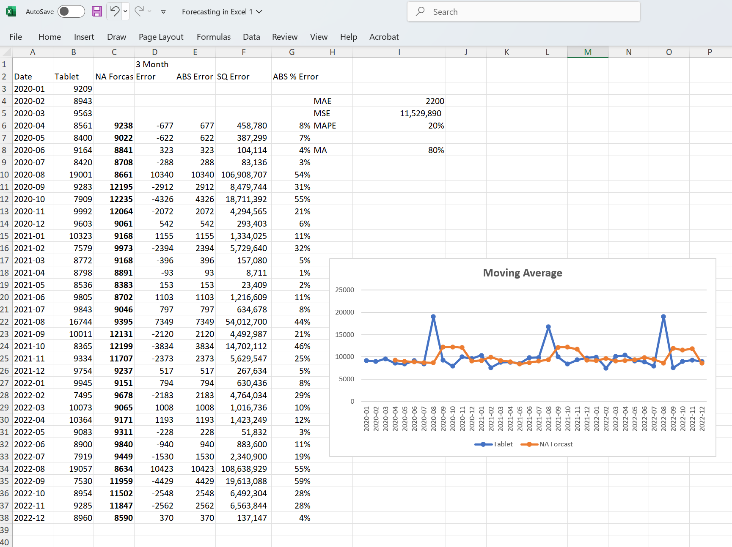 AutoSave Forecasting in Excel 1 Search
File Home Insert Draw Page Layout Formulas Data Review View Help Acrobat
A B C D E F G H I J K L M N O P
1 3 Month
2 Date Tablet NA Forcas Error ABS Error SQ Error ABS % Error
3 2020-01 9209
4 2020-02 8943 MAE 2200
5 2020-03 9563 MSE 11,529,890
6 2020-04 8561 9238 -677 677 458,780 8% MAPE 20%
7 2020-05 8400 9022 -622 622 387,299 7%
8 2020-06 9164 8841 323 323 104,114 4% MA 80%
9 2020-07 8420 8708 -288 288 83,136 3%
10 2020-08 19001 8661 10340 10340 106,908,707 54%
11 2020-09 9283 12195 -2912 2912 8,479,744 31%
12 2020-10 7909 12235 -4326 4326 18,711,392 55%
13 2020-11 9992 12064 -2072 2072 4,294,565 21%
14 2020-12 9603 9061 542 542 293,403 6%
15 2021-01 10323 9168 1155 1155 1,334,025 11%
16 2021-02 7579 9973 -2394 2394 5,729,640 32%
17 2021-03 8772 9168 -396 396 157,080 5%
18 2021-04 8798 8891 -93 93 8,711 1%
19 2021-05 8536 8383 153 153 23,409 2%
20 2021-06 9805 8702 1103 1103 1,216,609 11%
21 2021-07 9843 9046 797 797 634,678 8%
22 2021-08 16744 9395 7349 7349 54,012,700 44%
23 2021-09 10011 12131 -2120 2120 4,492,987 21%
24 2021-10 8365 12199 -3834 3834 14,702,112 46%
25 2021-11 9334 11707 -2373 2373 5,629,547 25%
26 2021-12 9754 9237 517 517 267,634 5%
27 2022-01 9945 9151 794 794 630,436 8%
28 2022-02 7495 9678 -2183 2183 4,764,034 29%
29 2022-03 10073 9065 1008 1008 1,016,736 10%
30 2022-04 10364 9171 1193 1193 1,423,249 12%
31 2022-05 9083 9311 -228 228 51,832 3%
32 2022-06 8900 9840 -940 940 883,600 11%
33 2022-07 7919 9449 -1530 1530 2,340,900 19%
34 2022-08 19057 8634 10423 10423 108,638,929 55%
35 2022-09 7530 11959 -4429 4429 19,613,088 59%
36 2022-10 8954 11502 -2548 2548 6,492,304 28%
37 2022-11 9285 11847 -2562 2562 6,563,844 28%
38 2022-12 8960 8590 370 370 137,147 4%
39
40
Moving Average
25000
20000
15000
10000
5000
0
2020-01 2020-02 2020-03 2020-04 2020-05 2020-06 2020-07 2020-08 2020-09 2020-10 2020-11 2020-12 2021-01 2021-02 2021-03 2021-04 2021-05 2021-06 2021-07 2021-08 2021-09 2021-10 2021-11 2021-12 2022-01 2022-02 2022-03 2022-04 2022-05 2022-06 2022-07 2022-08 2022-09 2022-10 2022-11 2022-12
Tablet NA Forcast